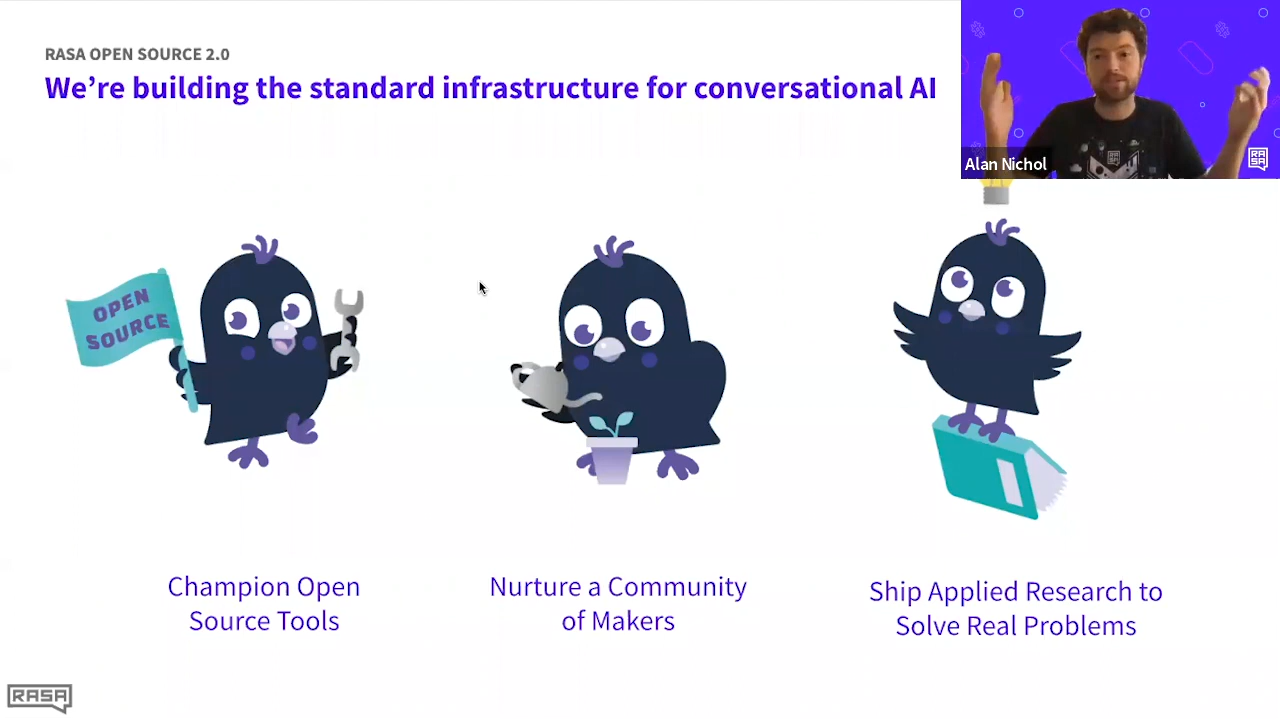 RASA OPEN SOURCE 2.0
We're building the standard infrastructure for conversational AI
Alan Nichol
RASA
OPEN
SOURCE
Champion Open
Source Tools
Nurture a Community
of Makers
Ship Applied Research to
Solve Real Problems
RASA